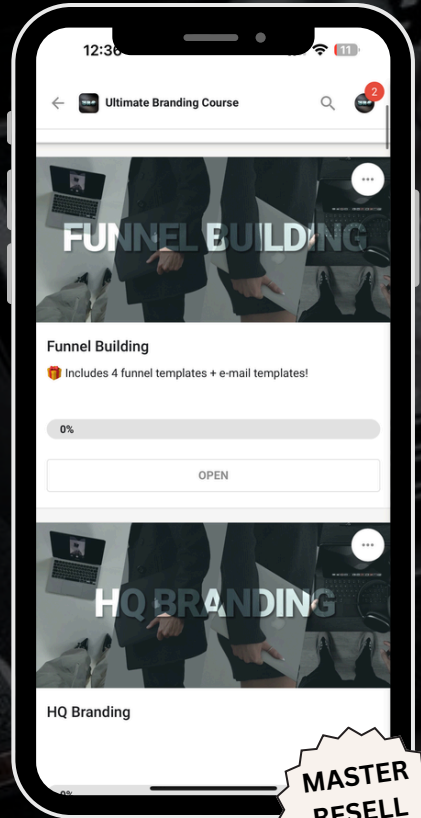 12:36
11
Ultimate Branding Course
2
FUNNEL BUILDING
Funnel Building
🎁 Includes 4 funnel templates + e-mail templates!
0%
OPEN
HQ BRANDING
HQ Branding
0%
MASTER
RESELL